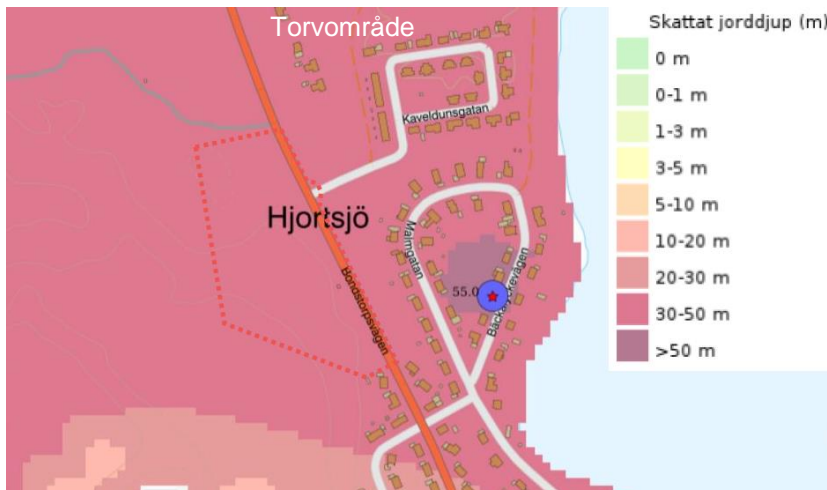 Torvområde
Kaveldunsgatan
Hjortsjö
Malmgatan
Bondstorpsvägen
55.0
Bäckalyckevägen
Skattat jorddjup (m)
0 m
0-1 m
1-3 m
3-5 m
5-10 m
10-20 m
20-30 m
30-50 m
>50 m